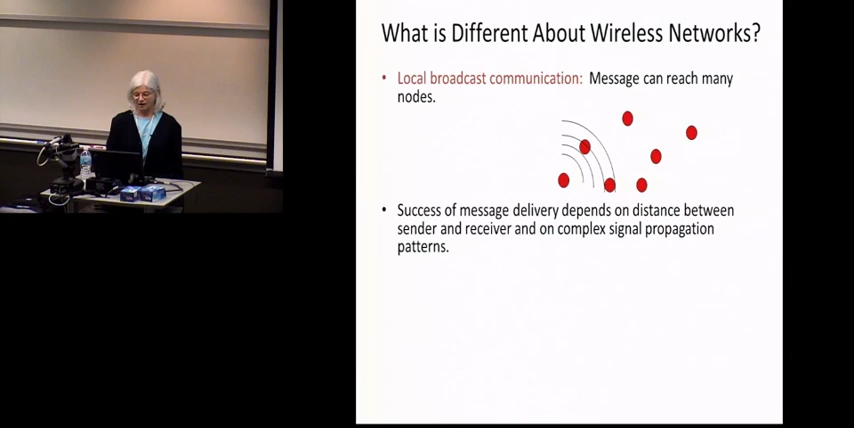 What is Different About Wireless Networks?
• Local broadcast communication: Message can reach many
nodes.
• Success of message delivery depends on distance between
sender and receiver and on complex signal propagation
patterns.